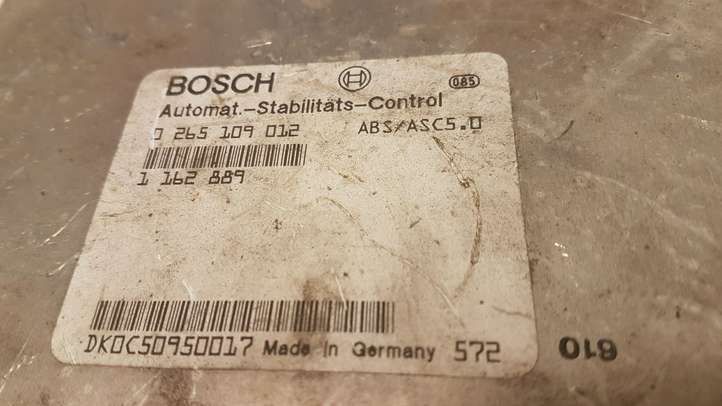 BOSCH 085
Automat.-Stabilitäts-Control
0 265 109 012 ABS/ASC5.0
1 162 889
DK0C50950017 Made in Germany 572
610